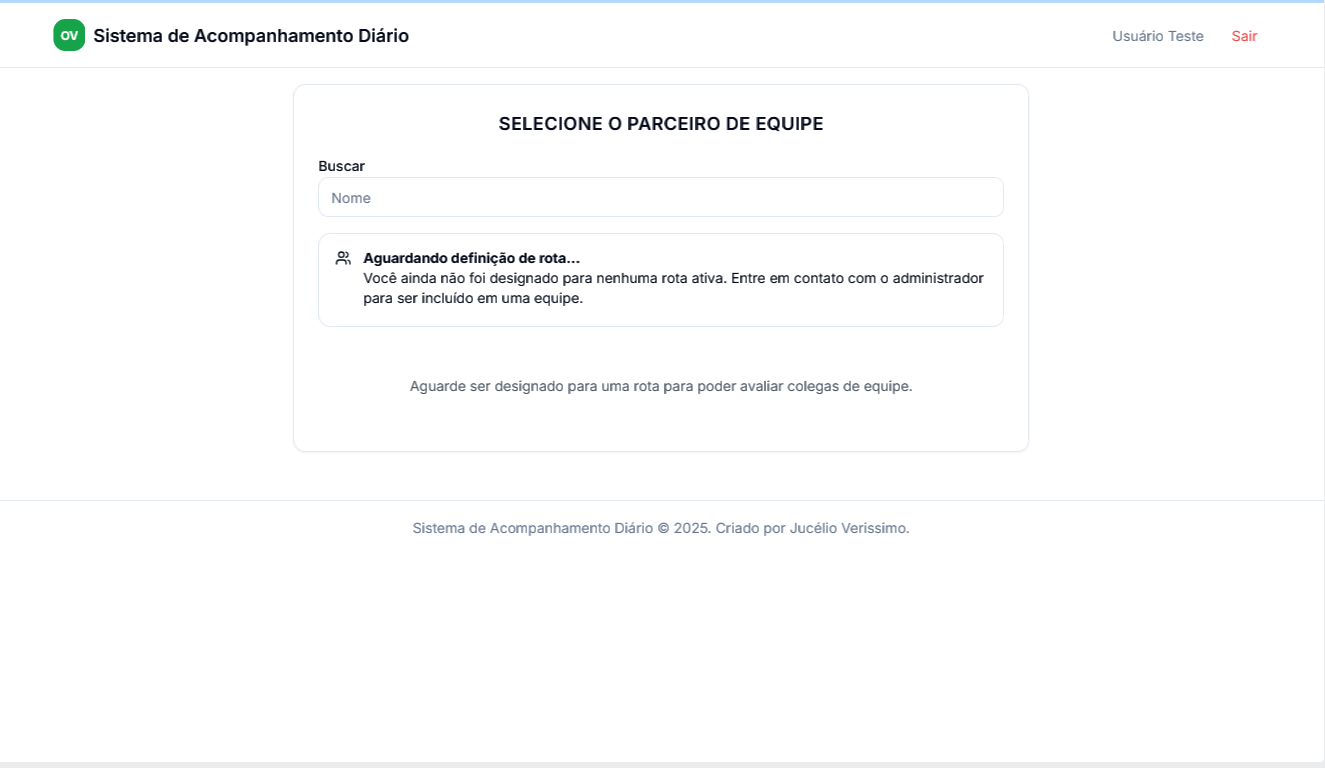 OV Sistema de Acompanhamento Diário
Usuário Teste Sair
SELECIONE O PARCEIRO DE EQUIPE
Buscar
Nome
Aguardando definição de rota...
Você ainda não foi designado para nenhuma rota ativa. Entre em contato com o administrador
para ser incluído em uma equipe.
Aguarde ser designado para uma rota para poder avaliar colegas de equipe.
Sistema de Acompanhamento Diário © 2025. Criado por Jucélio Verissimo.